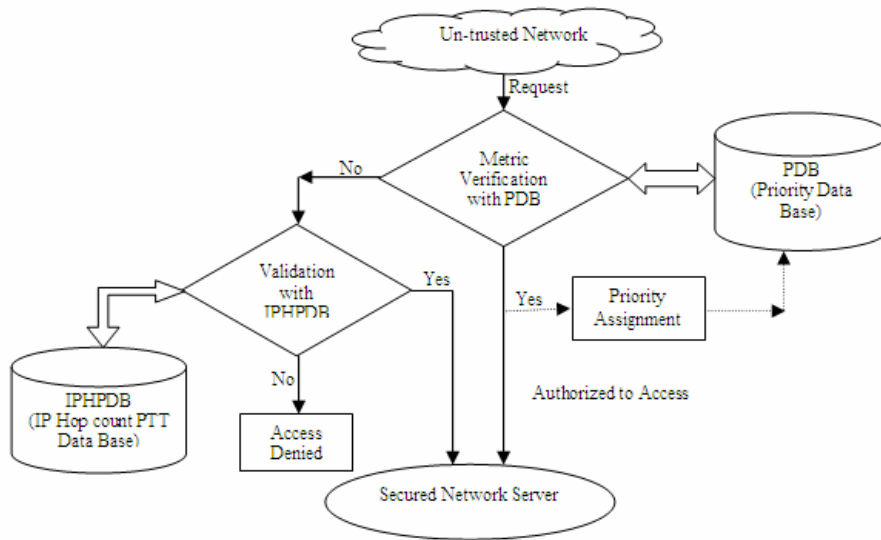 Un-trusted Network
Request
No
Metric
Verification
with PDB
PDB
(Priority Data
Base)
Validation
with
IPHPDB
Yes
Yes
Priority
Assignment
No
IPHPDB
(IP Hop count PTT
Data Base)
Access
Denied
Authorized to Access
Secured Network Server